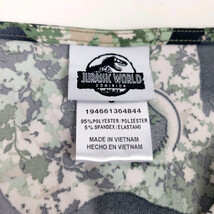 JURASSIC WORLD
DOMINION
194661364844
95%POLYESTER/POLIÉSTER
5% SPANDEX/ELASTANO
MADE IN VIETNAM
HECHO EN VIETNAM